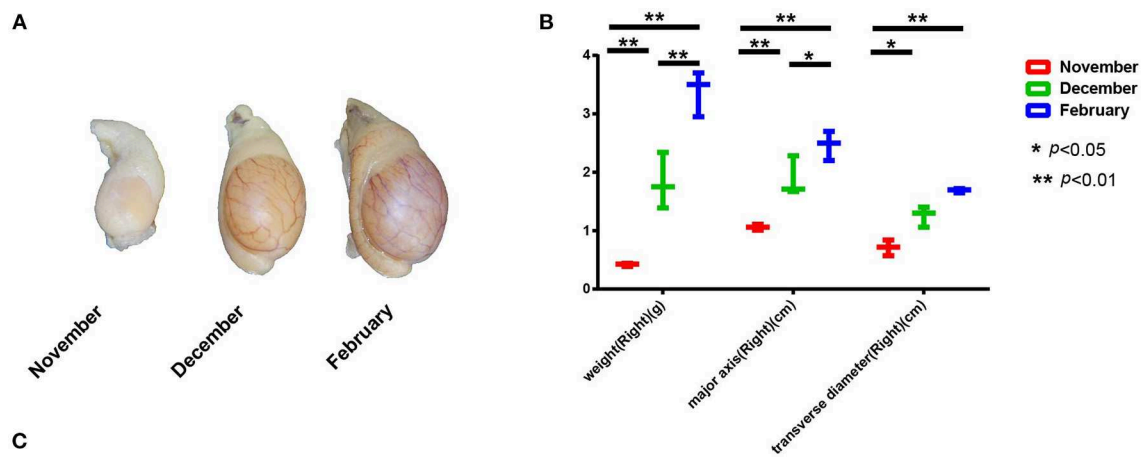 A
November
December
February
B
** ** **
** ** ** * * 
4
3
2
1
0
weight(Right)(g)
major axis(Right)(cm)
transverse diameter(Right)(cm)
November
December
February
* p<0.05
** p<0.01
C